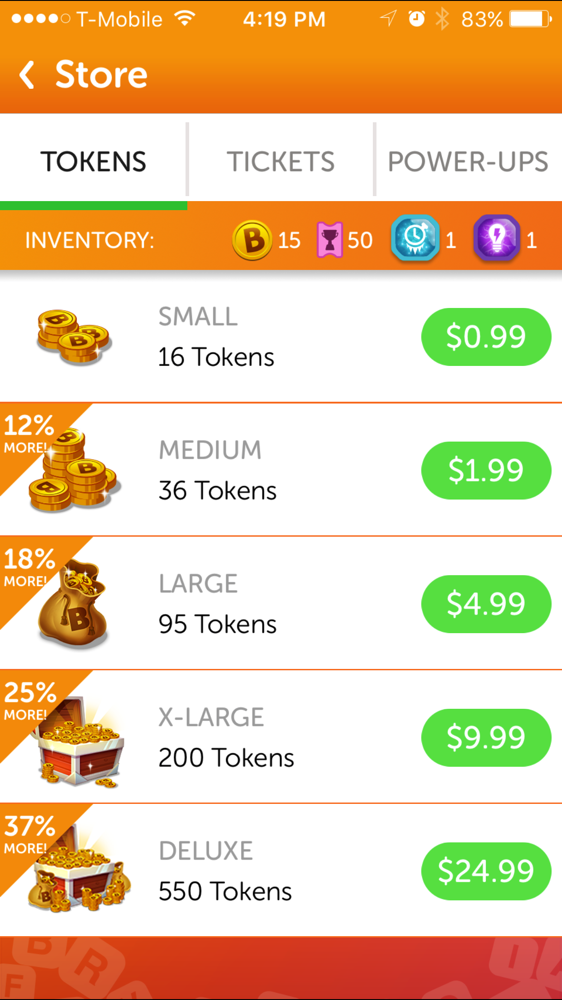 T-Mobile 4:19 PM 83%
Store
TOKENS TICKETS POWER-UPS
INVENTORY: B 15 50 1 1
SMALL
16 Tokens
$0.99
12%
MORE!
MEDIUM
36 Tokens
$1.99
18%
MORE!
LARGE
95 Tokens
$4.99
25%
MORE!
X-LARGE
200 Tokens
$9.99
37%
MORE!
DELUXE
550 Tokens
$24.99
B R F I